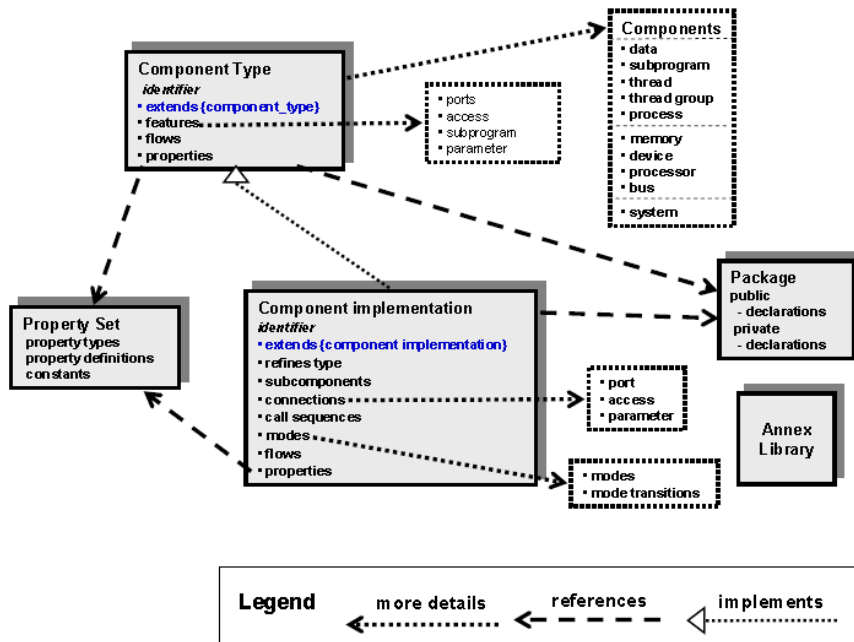 Component Type
identifier
▪ extends {component_type}
▪ features
▪ flows
▪ properties
▪ ports
▪ access
▪ subprogram
▪ parameter
Components
▪ data
▪ subprogram
▪ thread
▪ thread group
▪ process
▪ memory
▪ device
▪ processor
▪ bus
▪ system
Property Set
property types
property definitions
constants
Component implementation
identifier
▪ extends {component implementation}
▪ refines type
▪ subcomponents
▪ connections
▪ call sequences
▪ modes
▪ flows
▪ properties
Package
public
- declarations
private
- declarations
▪ port
▪ access
▪ parameter
▪ modes
▪ mode transitions
Annex
Library
Legend
more details
references
implements